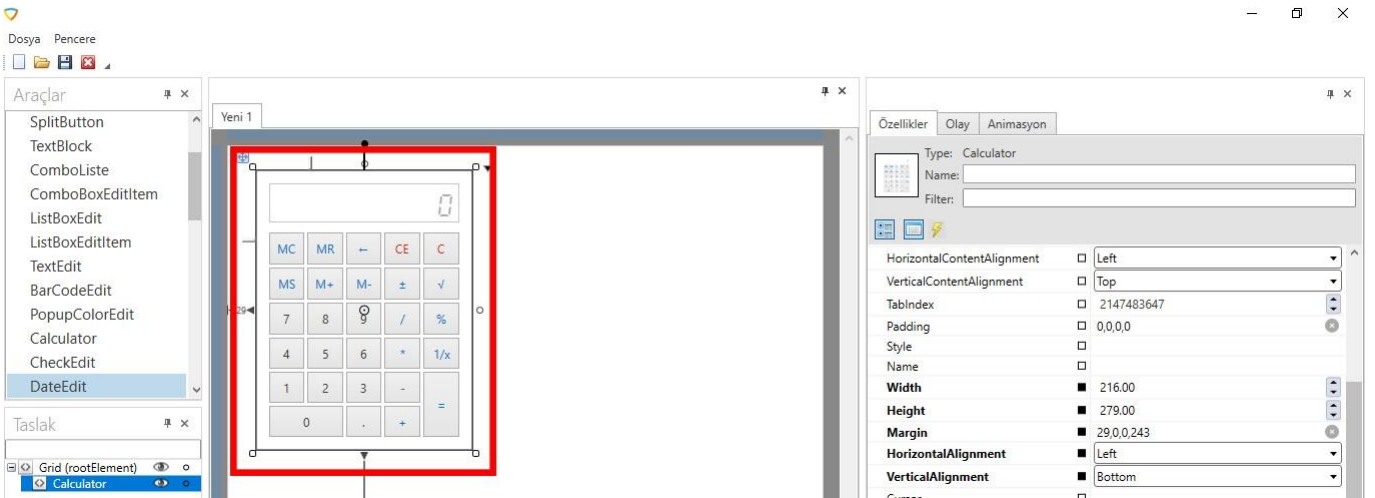 Dosya Pencere
Araçlar
SplitButton
TextBlock
ComboListe
ComboBoxEditItem
ListBoxEdit
ListBoxEditItem
TextEdit
BarCodeEdit
PopupColorEdit
Calculator
CheckEdit
DateEdit
Taslak
Grid (rootElement)
Calculator
Yeni 1
0
MC MR ← CE C
MS M+ M- ± √
29
7 8 9 / %
4 5 6 * 1/x
1 2 3 - =
0 . +
Özellikler Olay Animasyon
Type: Calculator
Name:
Filter:
HorizontalContentAlignment Left
VerticalContentAlignment Top
TabIndex 2147483647
Padding 0,0,0,0
Style
Name
Width 216.00
Height 279.00
Margin 29,0,0,243
HorizontalAlignment Left
VerticalAlignment Bottom